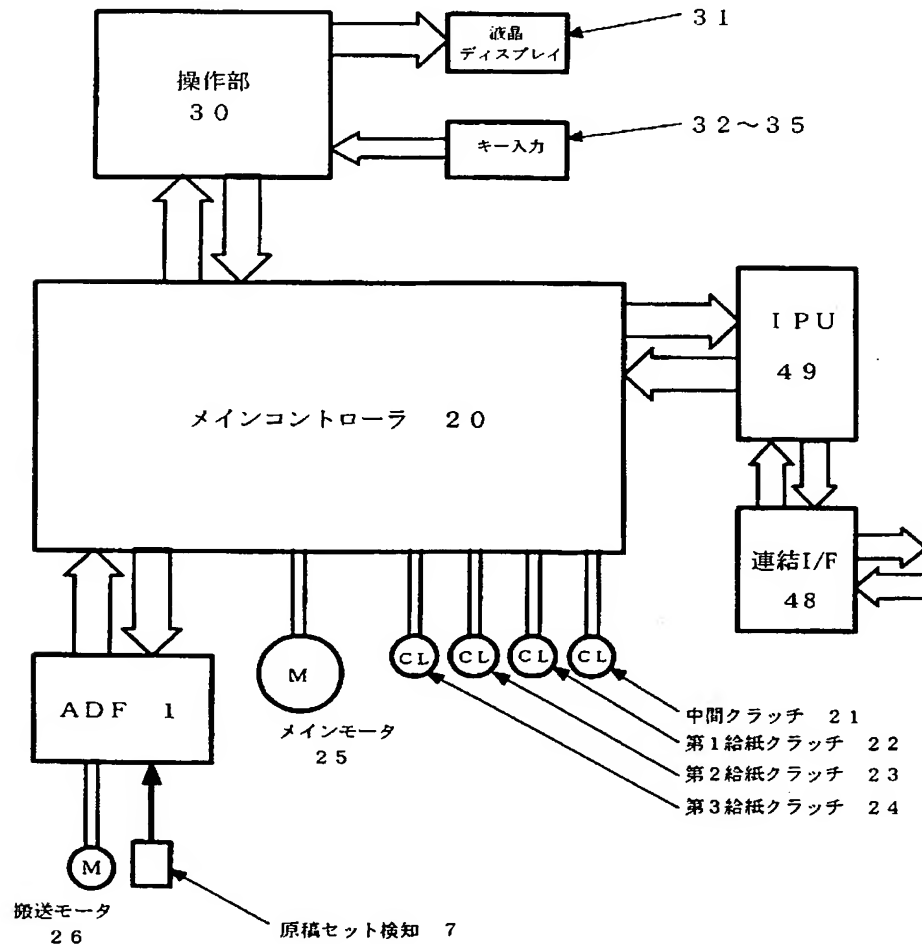 液晶
ディスプレイ
31
操作部
30
キー入力
32～35
メインコントローラ 20
IPU
49
連結I/F
48
ADF 1
M
メインモータ
25
CL
CL
CL
CL
中間クラッチ 21
第1給紙クラッチ 22
第2給紙クラッチ 23
第3給紙クラッチ 24
M
搬送モータ
26
原稿セット検知 7